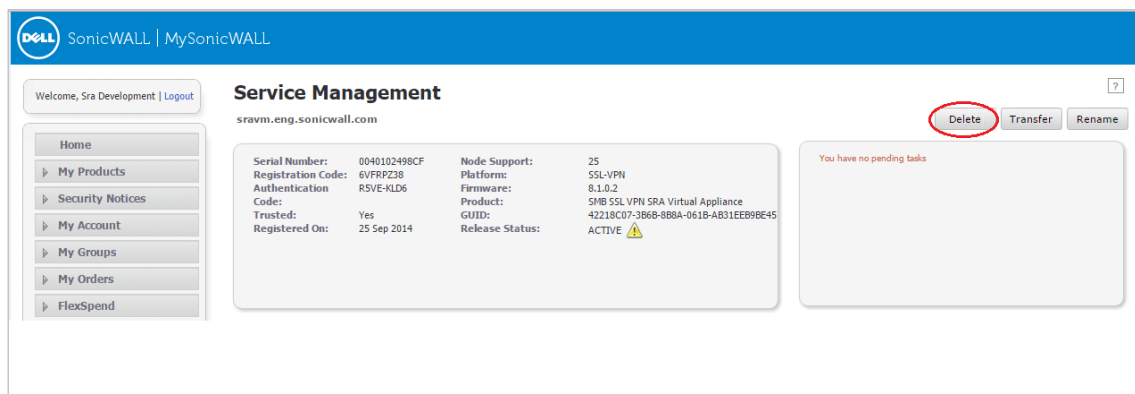 DELL SonicWALL | MySonicWALL
Welcome, Sra Development | Logout
Home
My Products
Security Notices
My Account
My Groups
My Orders
FlexSpend
Service Management
?
sravm.eng.sonicwall.com
Delete Transfer Rename
Serial Number: 0040102498CF Node Support: 25
Registration Code: 6VFRPZ38 Platform: SSL-VPN
Authentication R5VE-KLD6 Firmware: 8.1.0.2
Code: Product: SMB SSL VPN SRA Virtual Appliance
Trusted: Yes GUID: 42218C07-3B6B-8B8A-061B-AB31EEB9BE45
Registered On: 25 Sep 2014 Release Status: ACTIVE
You have no pending tasks